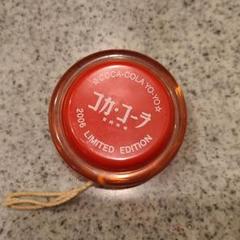 ☆COCA-COLA YO-YO☆
コカ・コーラ
2006 LIMITED EDITION